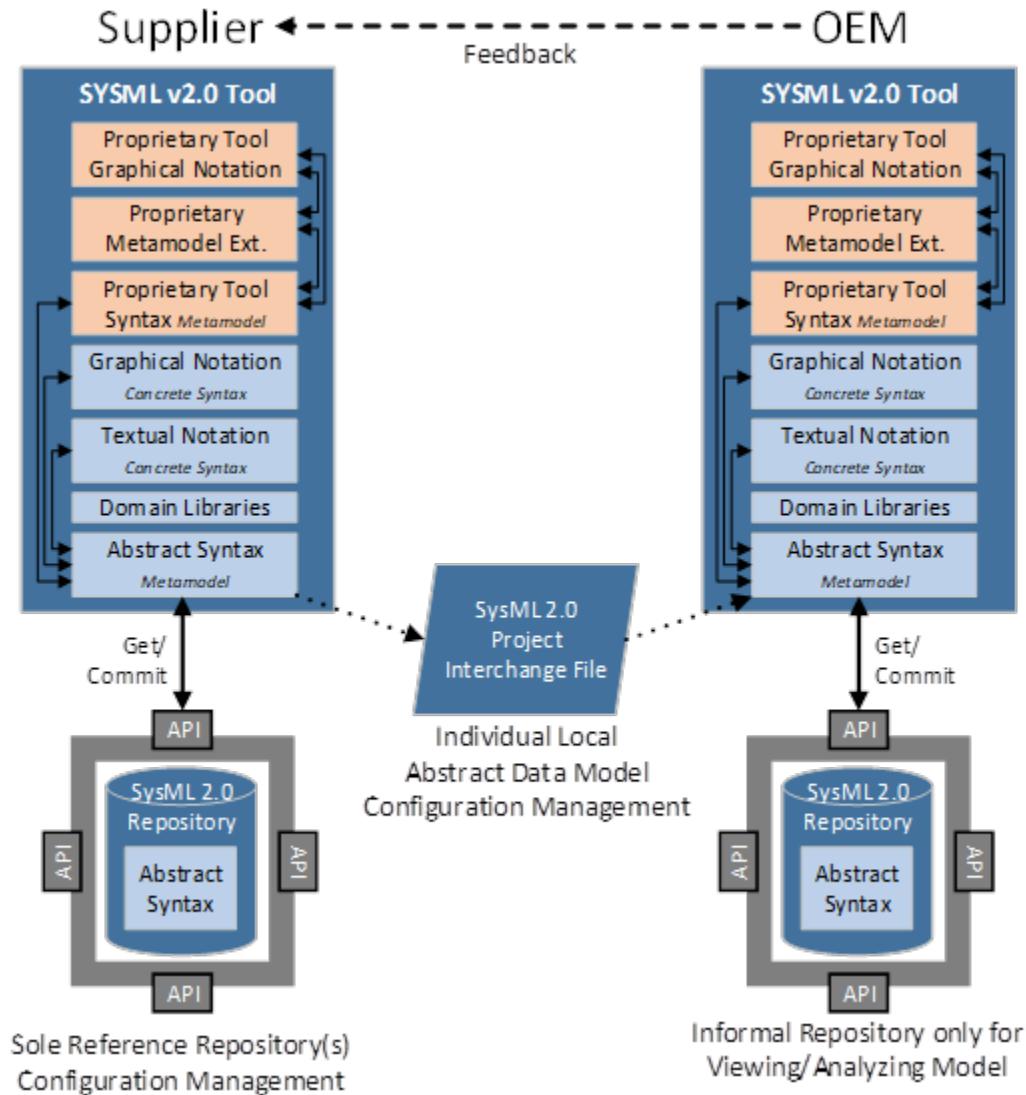 Supplier
OEM
Feedback
SYSML v2.0 Tool
Proprietary Tool
Graphical Notation
Proprietary
Metamodel Ext.
Proprietary Tool
Syntax Metamodel
Graphical Notation
Concrete Syntax
Textual Notation
Concrete Syntax
Domain Libraries
Abstract Syntax
Metamodel
SYSML v2.0 Tool
Proprietary Tool
Graphical Notation
Proprietary
Metamodel Ext.
Proprietary Tool
Syntax Metamodel
Graphical Notation
Concrete Syntax
Textual Notation
Concrete Syntax
Domain Libraries
Abstract Syntax
Metamodel
SysML 2.0
Project
Interchange File
Individual Local
Abstract Data Model
Configuration Management
Get/
Commit
API
SysML 2.0
Repository
API
API
Abstract
Syntax
API
Sole Reference Repository(s)
Configuration Management
Get/
Commit
API
SysML 2.0
Repository
API
API
Abstract
Syntax
API
Informal Repository only for
Viewing/Analyzing Model